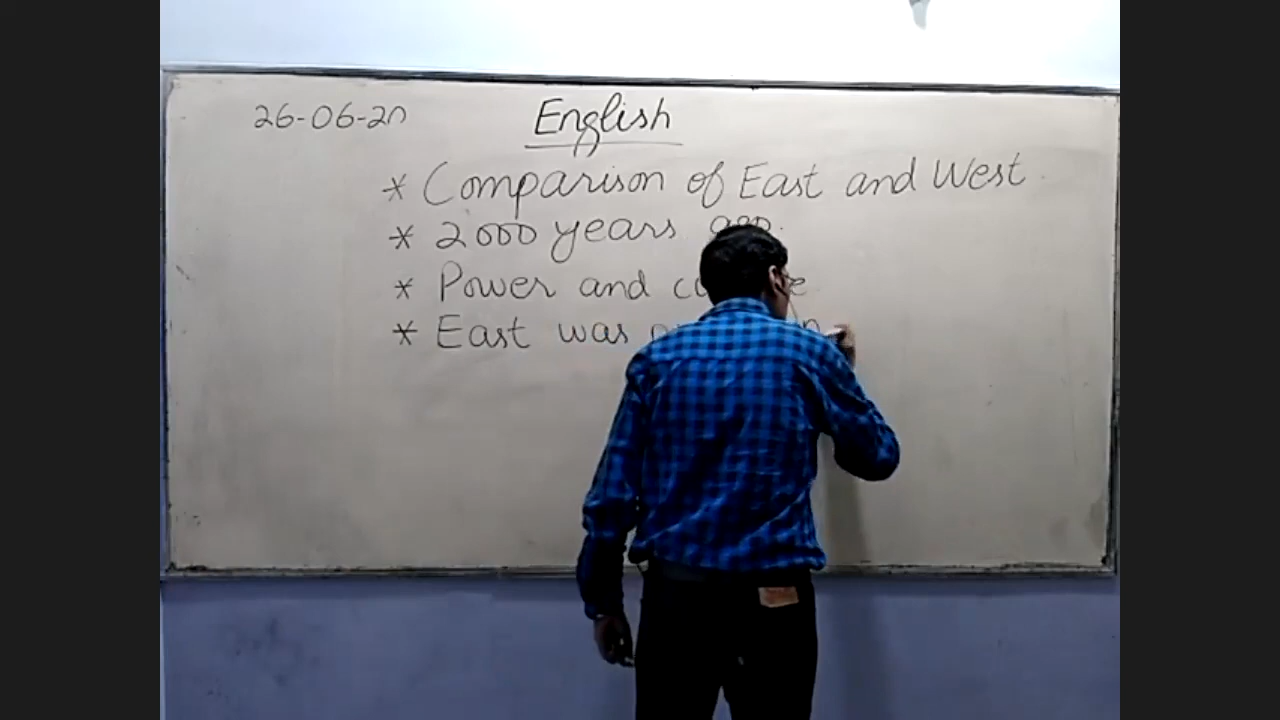 26-06-20
English
* Comparison of East and West
* 2000 years ago.
* Power and
* East was